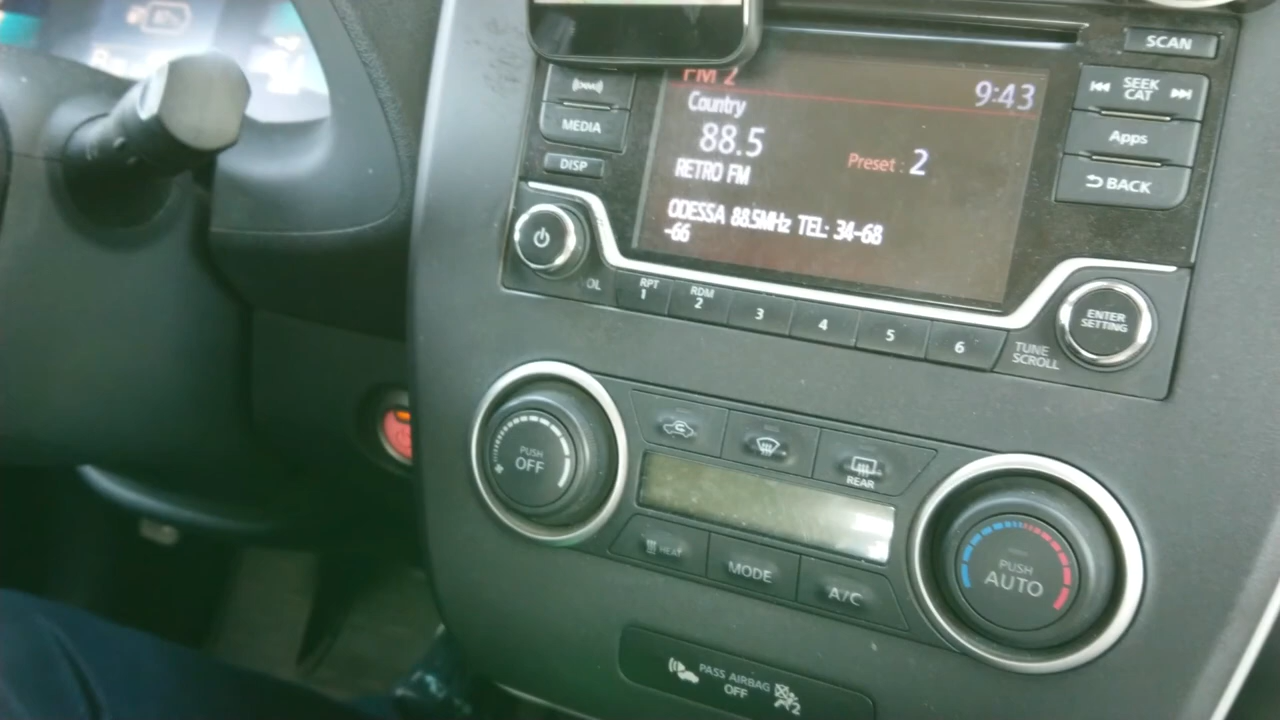 FM 2
9:43
Country
88.5
Preset : 2
RETRO FM
ODESSA 88.5MHz TEL: 34-68
-66
MEDIA
DISP
SCAN
SEEK
CAT
Apps
BACK
OL
RPT
1
RDM
2
3
4
5
6
TUNE
SCROLL
ENTER
SETTING
PUSH
OFF
REAR
HEAT
MODE
A/C
PUSH
AUTO
PASS AIRBAG
OFF
2